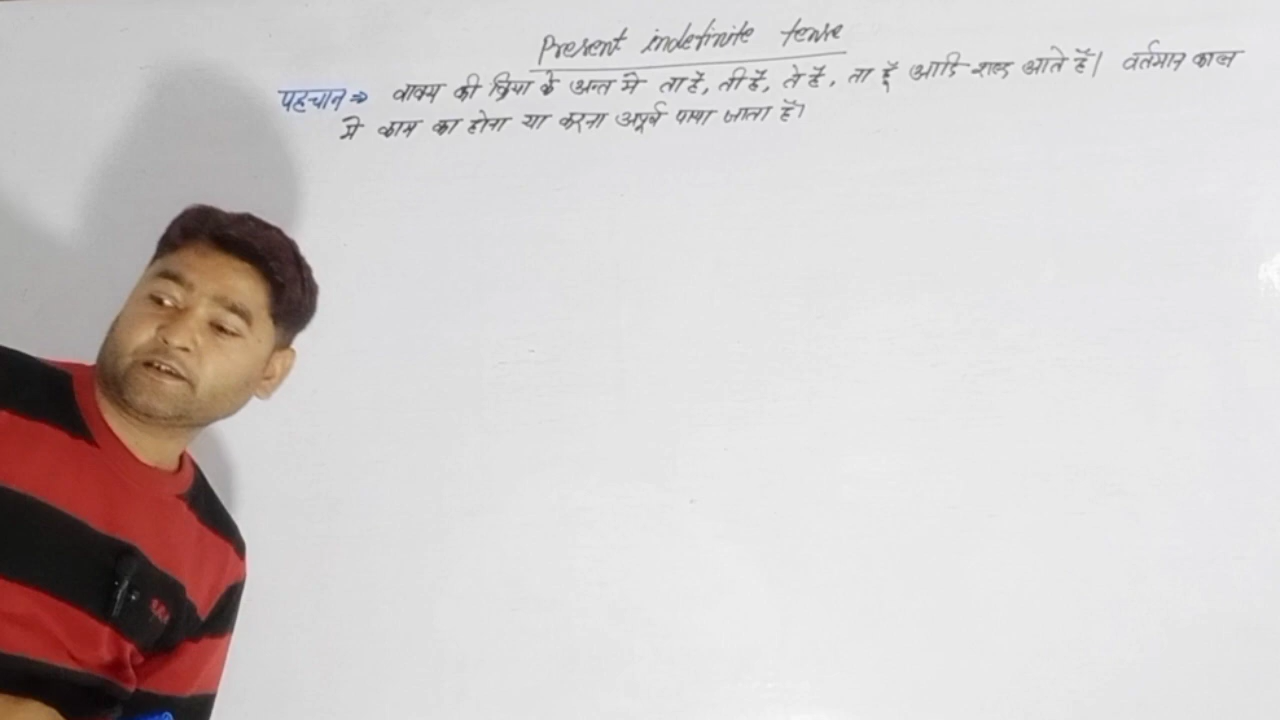 Present indefinite tense
पहचान ⇒ वाक्य की क्रिया के अन्त मे ता है, ती है, ते हैं, ता हूँ आदि शब्द आते हैं। वर्तमान काल
मे काम का होना या करना अपूर्ण पाया जाता है।